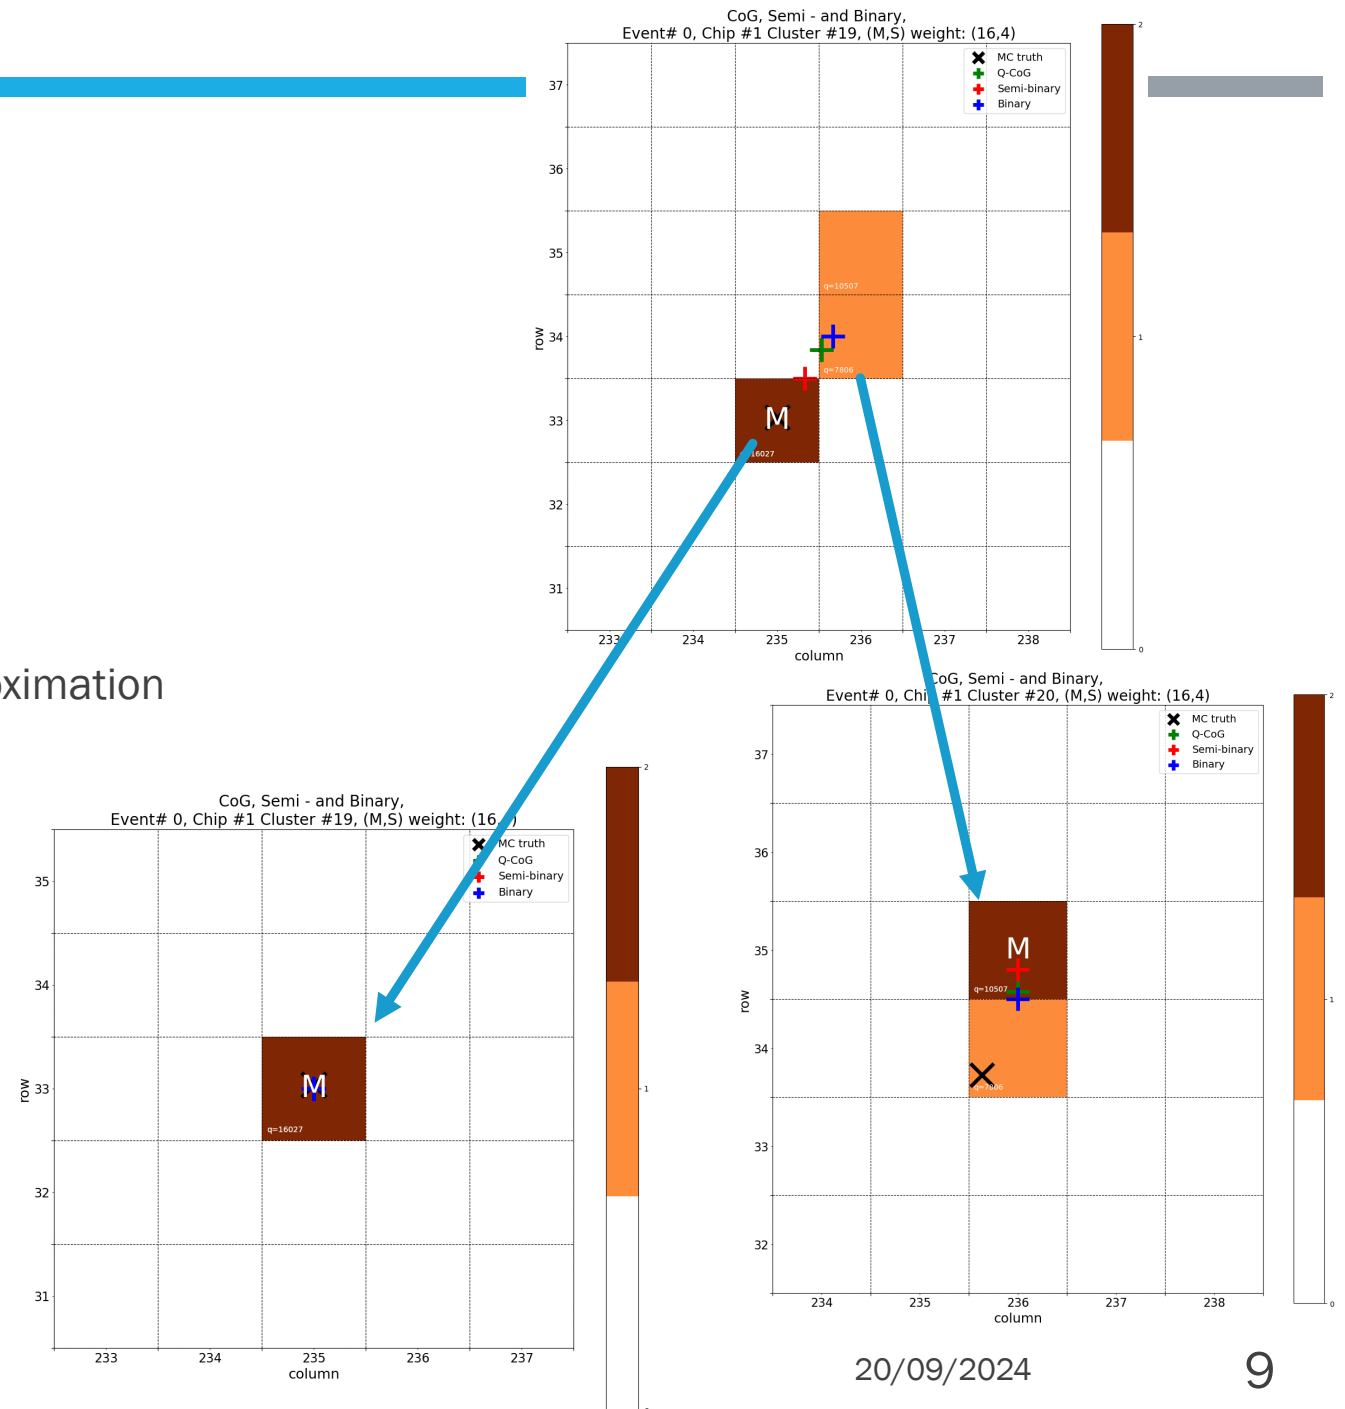 CoG, Semi - and Binary,
Event# 0, Chip #1 Cluster #19, (M,S) weight: (16,4)
MC truth
Q-CoG
Semi-binary
Binary
2
1
0
37
36
35
34
33
32
31
row
q=10507
q=7806
M
16027
233
234
235
236
237
238
column
ximation
CoG, Semi - and Binary,
Event# 0, Chip #1 Cluster #20, (M,S) weight: (16,4)
MC truth
Q-CoG
Semi-binary
Binary
2
1
0
37
36
35
34
33
32
row
M
q=10507
q=7806
234
235
236
237
238
column
CoG, Semi - and Binary,
Event# 0, Chip #1 Cluster #19, (M,S) weight: (16,
MC truth
Q-CoG
Semi-binary
Binary
2
1
35
34
33
32
31
row
M
q=16027
233
234
235
236
237
column
20/09/2024
9